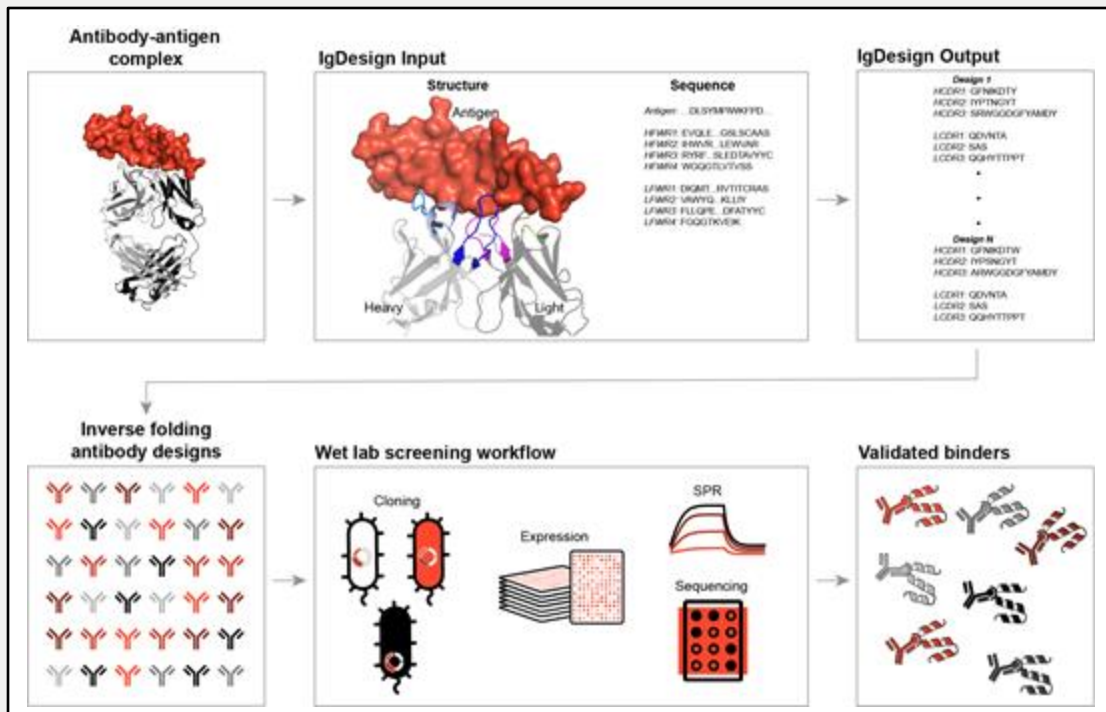 Antibody-antigen
complex
IgDesign Input
Structure
Antigen
Heavy
Light
Sequence
Antigen: ...DLSYMPIWKFPD...
HFWR1: EVQLE...GSLSCAAS
HFWR2: IHWVR...LEWVAR
HFWR3: RYRF...SLEDTAVYYC
HFWR4: WGQGTLVTVSS
LFWR1: DIQMT...RVTITCRAS
LFWR2: VAWYQ...KLLIY
LFWR3: FLLQPE...DFATYYC
LFWR4: FGQGTKVEIK
IgDesign Output
Design 1
HCDR1: GFNIKDTY
HCDR2: IYPTNGYT
HCDR3: SRWGGDGFYAMDY
LCDR1: QDVNTA
LCDR2: SAS
LCDR3: QQHYTTPPT
Design N
HCDR1: GFNIKDTW
HCDR2: IYPSNGYT
HCDR3: ARWGGDGFYAMDY
LCDR1: QDVNTA
LCDR2: SAS
LCDR3: QQHYTTPPT
Inverse folding
antibody designs
Wet lab screening workflow
Cloning
Expression
SPR
Sequencing
Validated binders